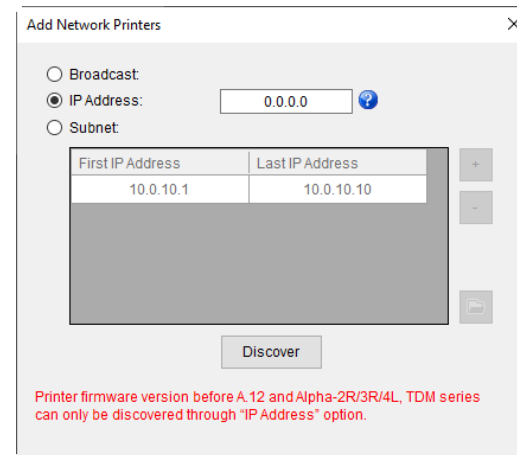 Add Network Printers
Broadcast:
IP Address: 0.0.0.0
Subnet:
First IP Address Last IP Address
10.0.10.1 10.0.10.10
+
-
Discover
Printer firmware version before A.12 and Alpha-2R/3R/4L, TDM series
can only be discovered through “IP Address” option.